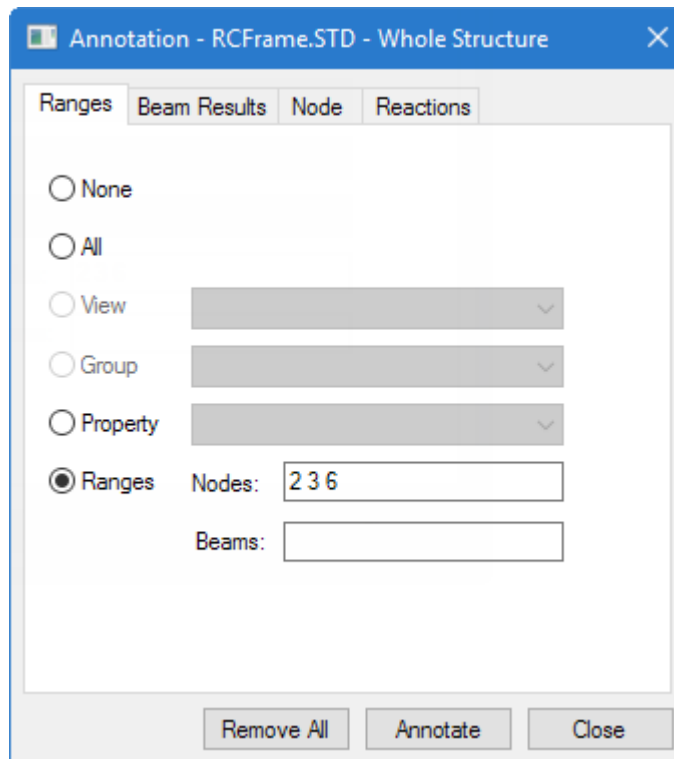 Annotation - RCFrame.STD - Whole Structure
Ranges Beam Results Node Reactions
None
All
View
Group
Property
Ranges Nodes: 2 3 6
Beams:
Remove All Annotate Close